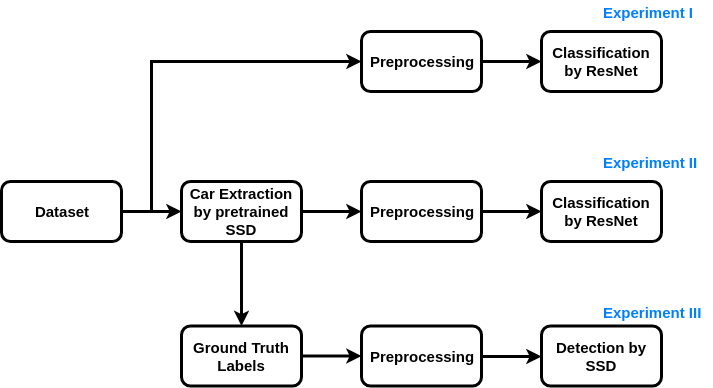 Experiment I
Preprocessing
Classification
by ResNet
Experiment II
Dataset
Car Extraction
by pretrained
SSD
Preprocessing
Classification
by ResNet
Experiment III
Ground Truth
Labels
Preprocessing
Detection by
SSD